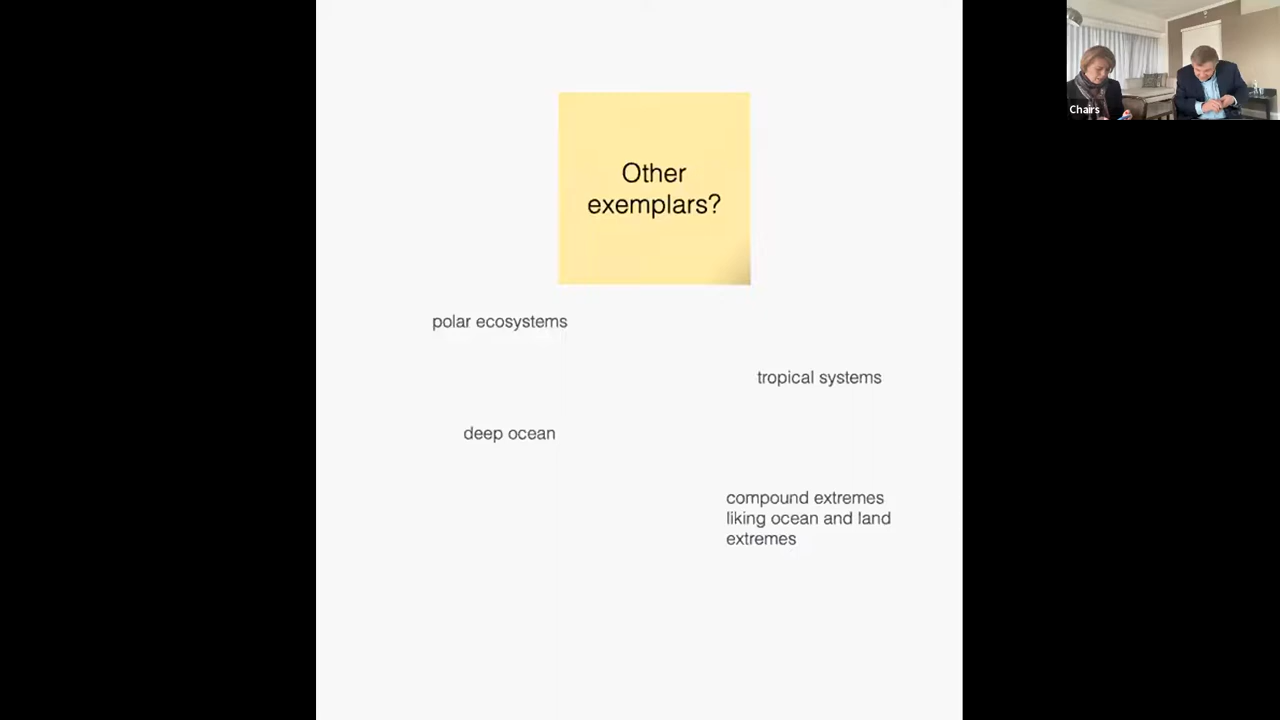 Other
exemplars?
polar ecosystems
tropical systems
deep ocean
compound extremes
liking ocean and land
extremes
Chairs